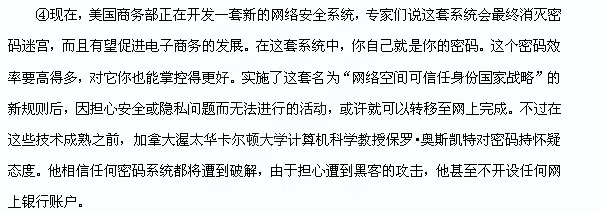 ④现在，美国商务部正在开发一套新的网络安全系统，专家们说这套系统会最终消灭密
码迷宫，而且有望促进电子商务的发展。在这套系统中，你自己就是你的密码。这个密码效
率要高得多，对它你也能掌控得更好。实施了这套名为“网络空间可信任身份国家战略”的
新规则后，因担心安全或隐私问题而无法进行的活动，或许就可以转移至网上完成。不过在
这些技术成熟之前，加拿大渥太华卡尔顿大学计算机科学教授保罗·奥斯凯特对密码持怀疑
态度。他相信任何密码系统都将遭到破解，由于担心遭到黑客的攻击，他甚至不开设任何网
上银行账户。